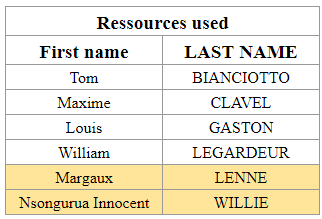 Ressources used
First name LAST NAME
Tom BIANCIOTTO
Maxime CLAVEL
Louis GASTON
William LEGARDEUR
Margaux LENNE
Nsongurua Innocent WILLIE